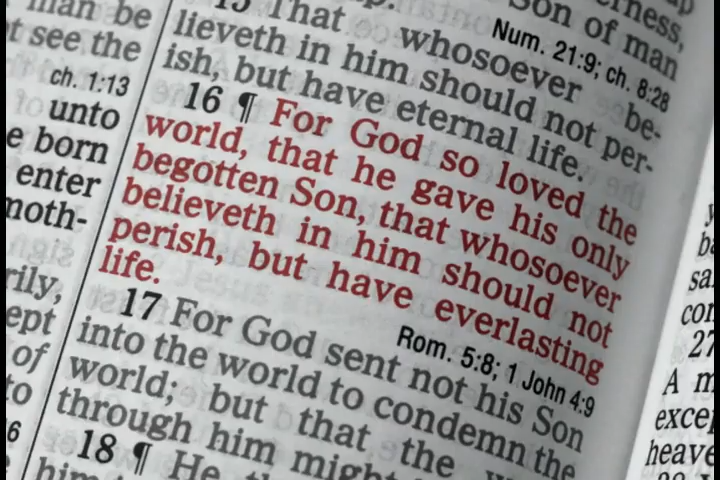 man be
see the
ch. 1:13
unto
e born
enter
moth-
rily,
ept
of
to
6
Son of man
Num. 21:9; ch. 8:28
15 That whosoever be-
lieveth in him should not per-
ish, but have eternal life.
16 ¶ For God so loved the
world, that he gave his only
begotten Son, that whosoever
believeth in him should not
perish, but have everlasting
life.
Rom. 5:8; 1 John 4:9
17 For God sent not his Son
into the world to condemn the
world; but that the w
through him might
18 ¶ He th
him
27
A m
excep
heave